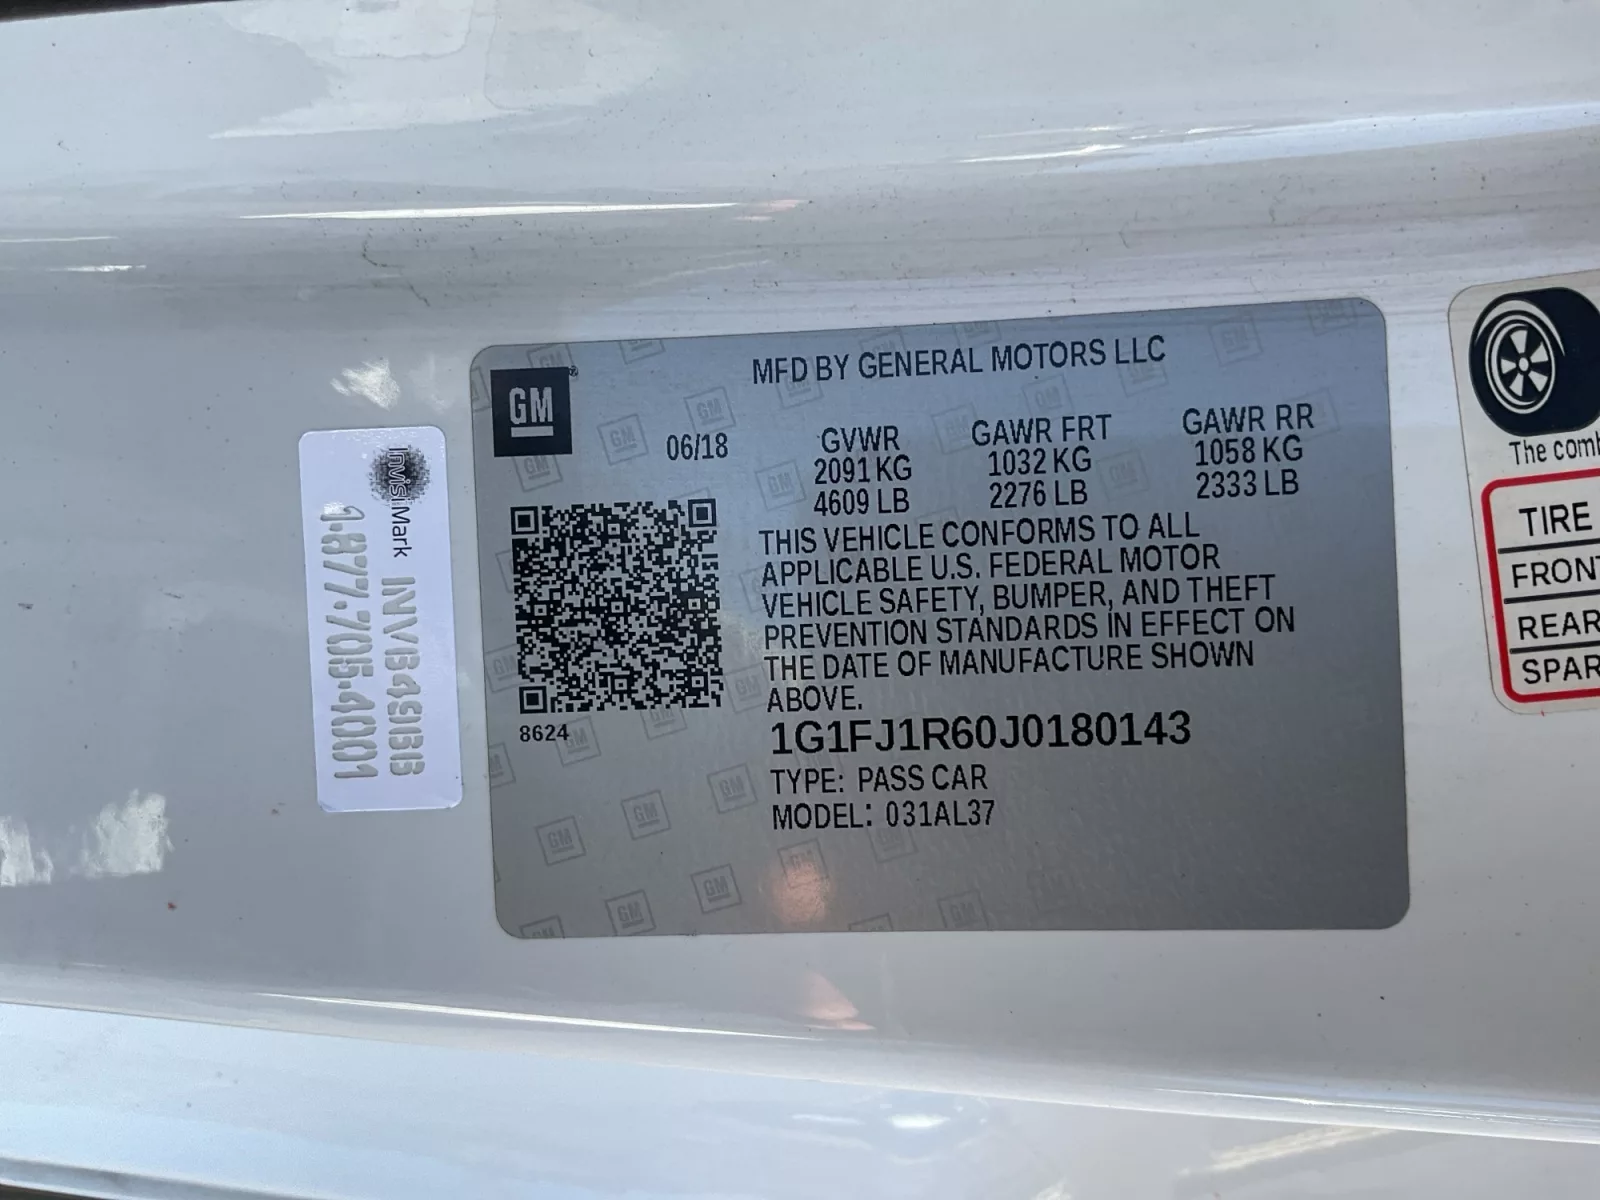 InvisiMark
1.877.705.4001
GM
06/18
8624
MFD BY GENERAL MOTORS LLC
GVWR GAWR FRT GAWR RR
2091 KG 1032 KG 1058 KG
4609 LB 2276 LB 2333 LB
THIS VEHICLE CONFORMS TO ALL
APPLICABLE U.S. FEDERAL MOTOR
VEHICLE SAFETY, BUMPER, AND THEFT
PREVENTION STANDARDS IN EFFECT ON
THE DATE OF MANUFACTURE SHOWN
ABOVE.
1G1FJ1R60J0180143
TYPE: PASS CAR
MODEL: 031AL37
The comb
TIRE
FRONT
REAR
SPAR